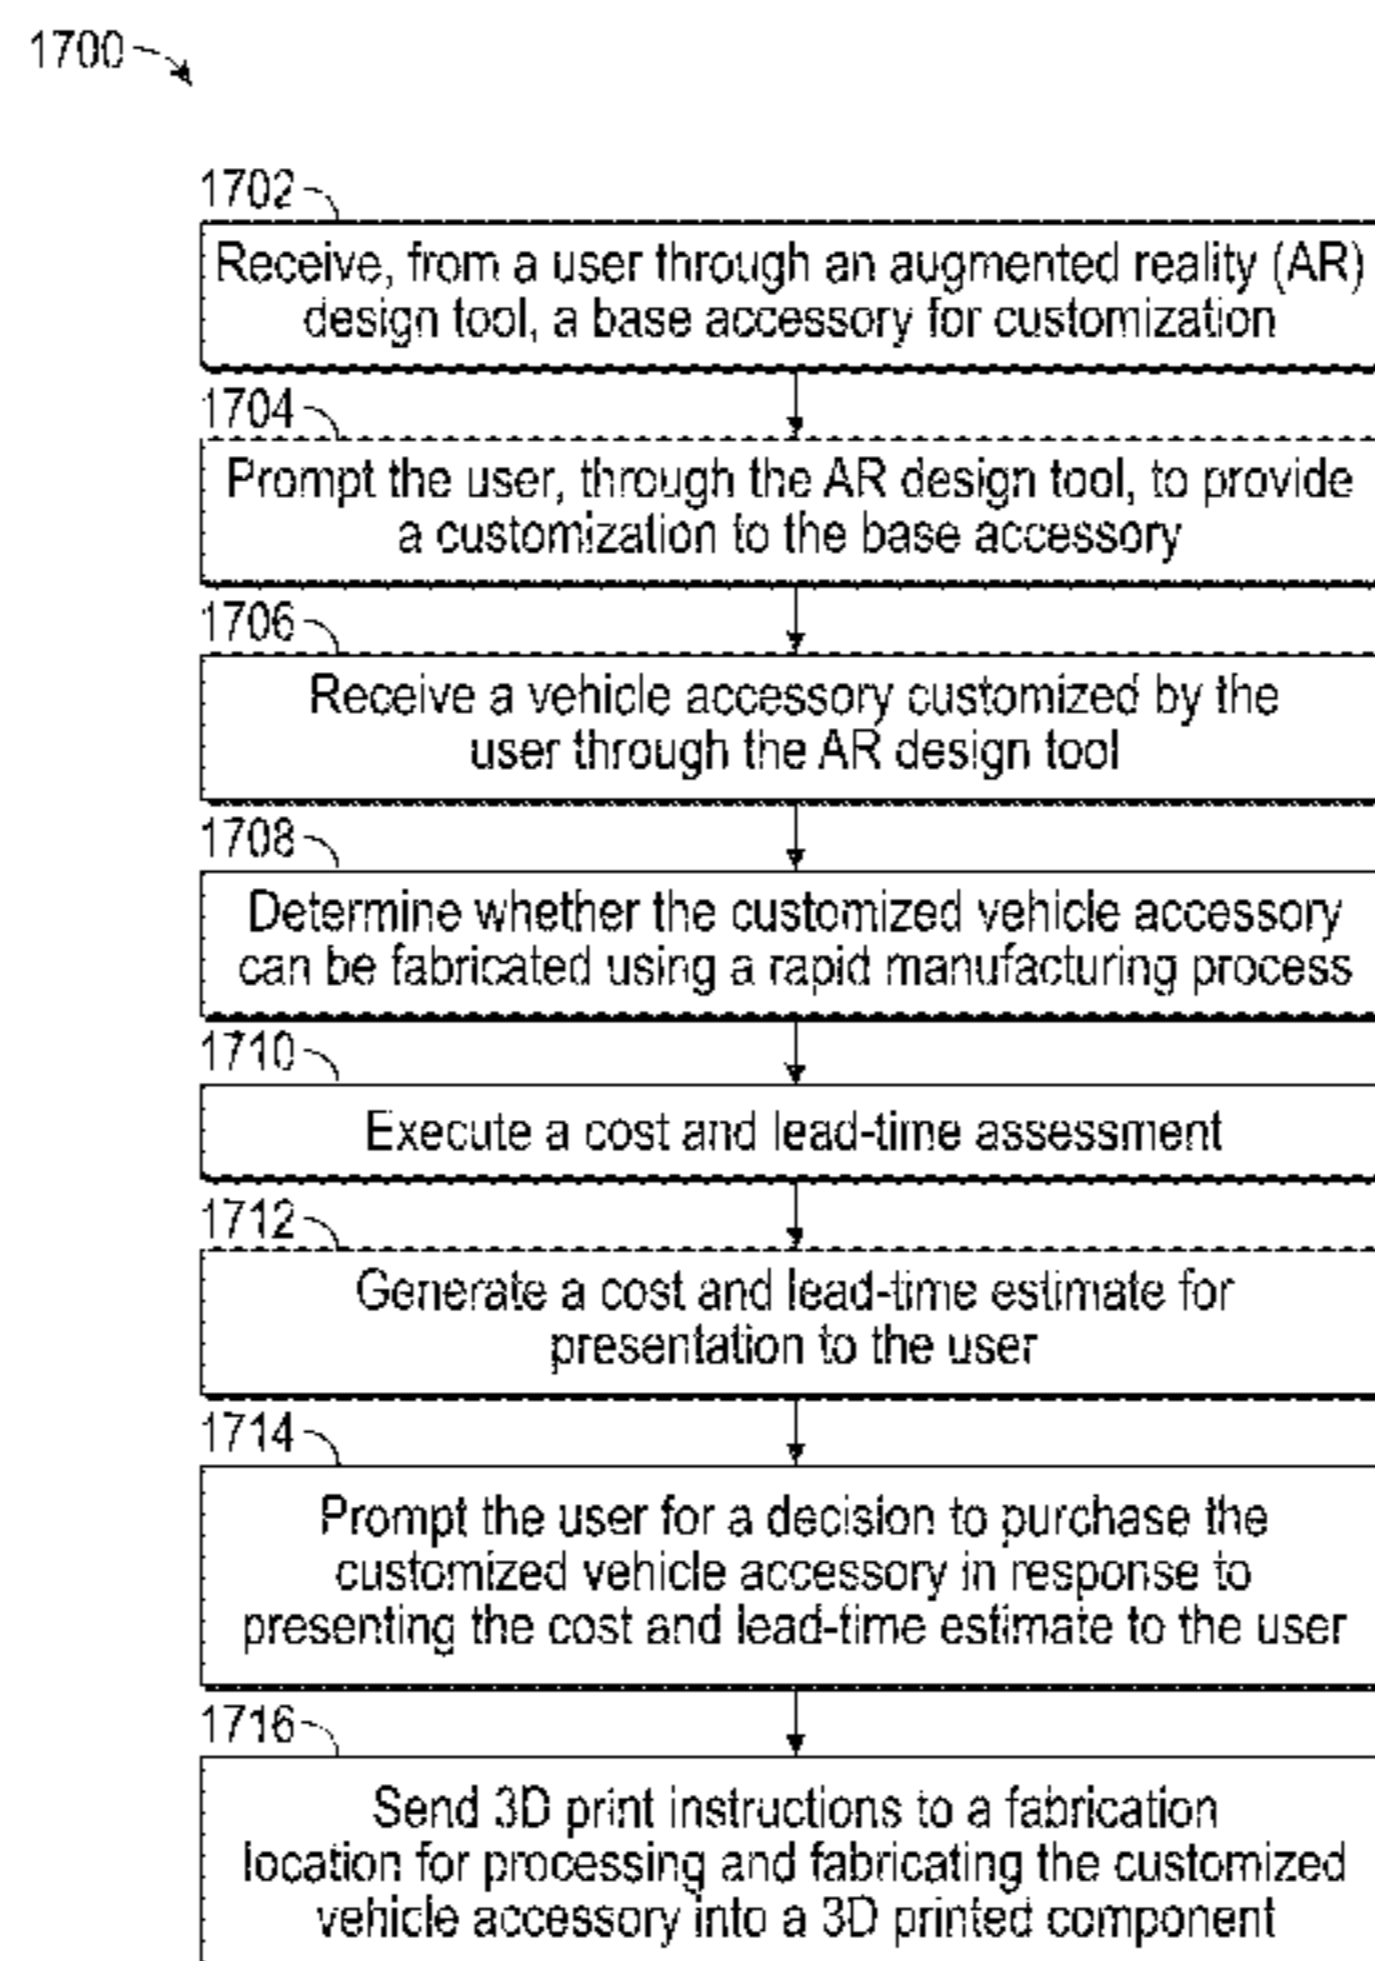 1700
1702
Receive, from a user through an augmented reality (AR)
design tool, a base accessory for customization
1704
Prompt the user, through the AR design tool, to provide
a customization to the base accessory
1706
Receive a vehicle accessory customized by the
user through the AR design tool
1708
Determine whether the customized vehicle accessory
can be fabricated using a rapid manufacturing process
1710
Execute a cost and lead-time assessment
1712
Generate a cost and lead-time estimate for
presentation to the user
1714
Prompt the user for a decision to purchase the
customized vehicle accessory in response to
presenting the cost and lead-time estimate to the user
1716
Send 3D print instructions to a fabrication
location for processing and fabricating the customized
vehicle accessory into a 3D printed component